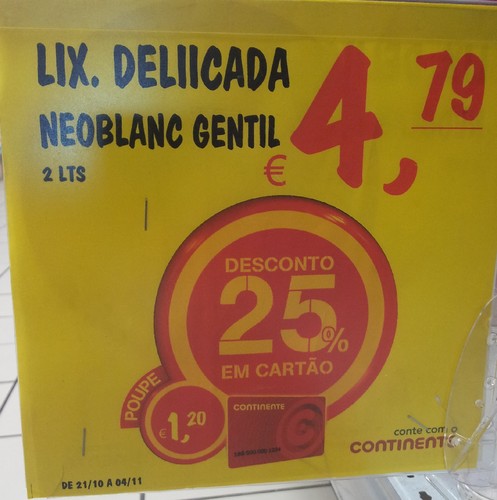 LIX. DELIICADA
NEOBLANC GENTIL
2 LTS
€ 4,79
DESCONTO
25%
EM CARTÃO
POUPE
€1,20
CONTINENTE
conte com o
CONTINENTE
DE 21/10 A 04/11